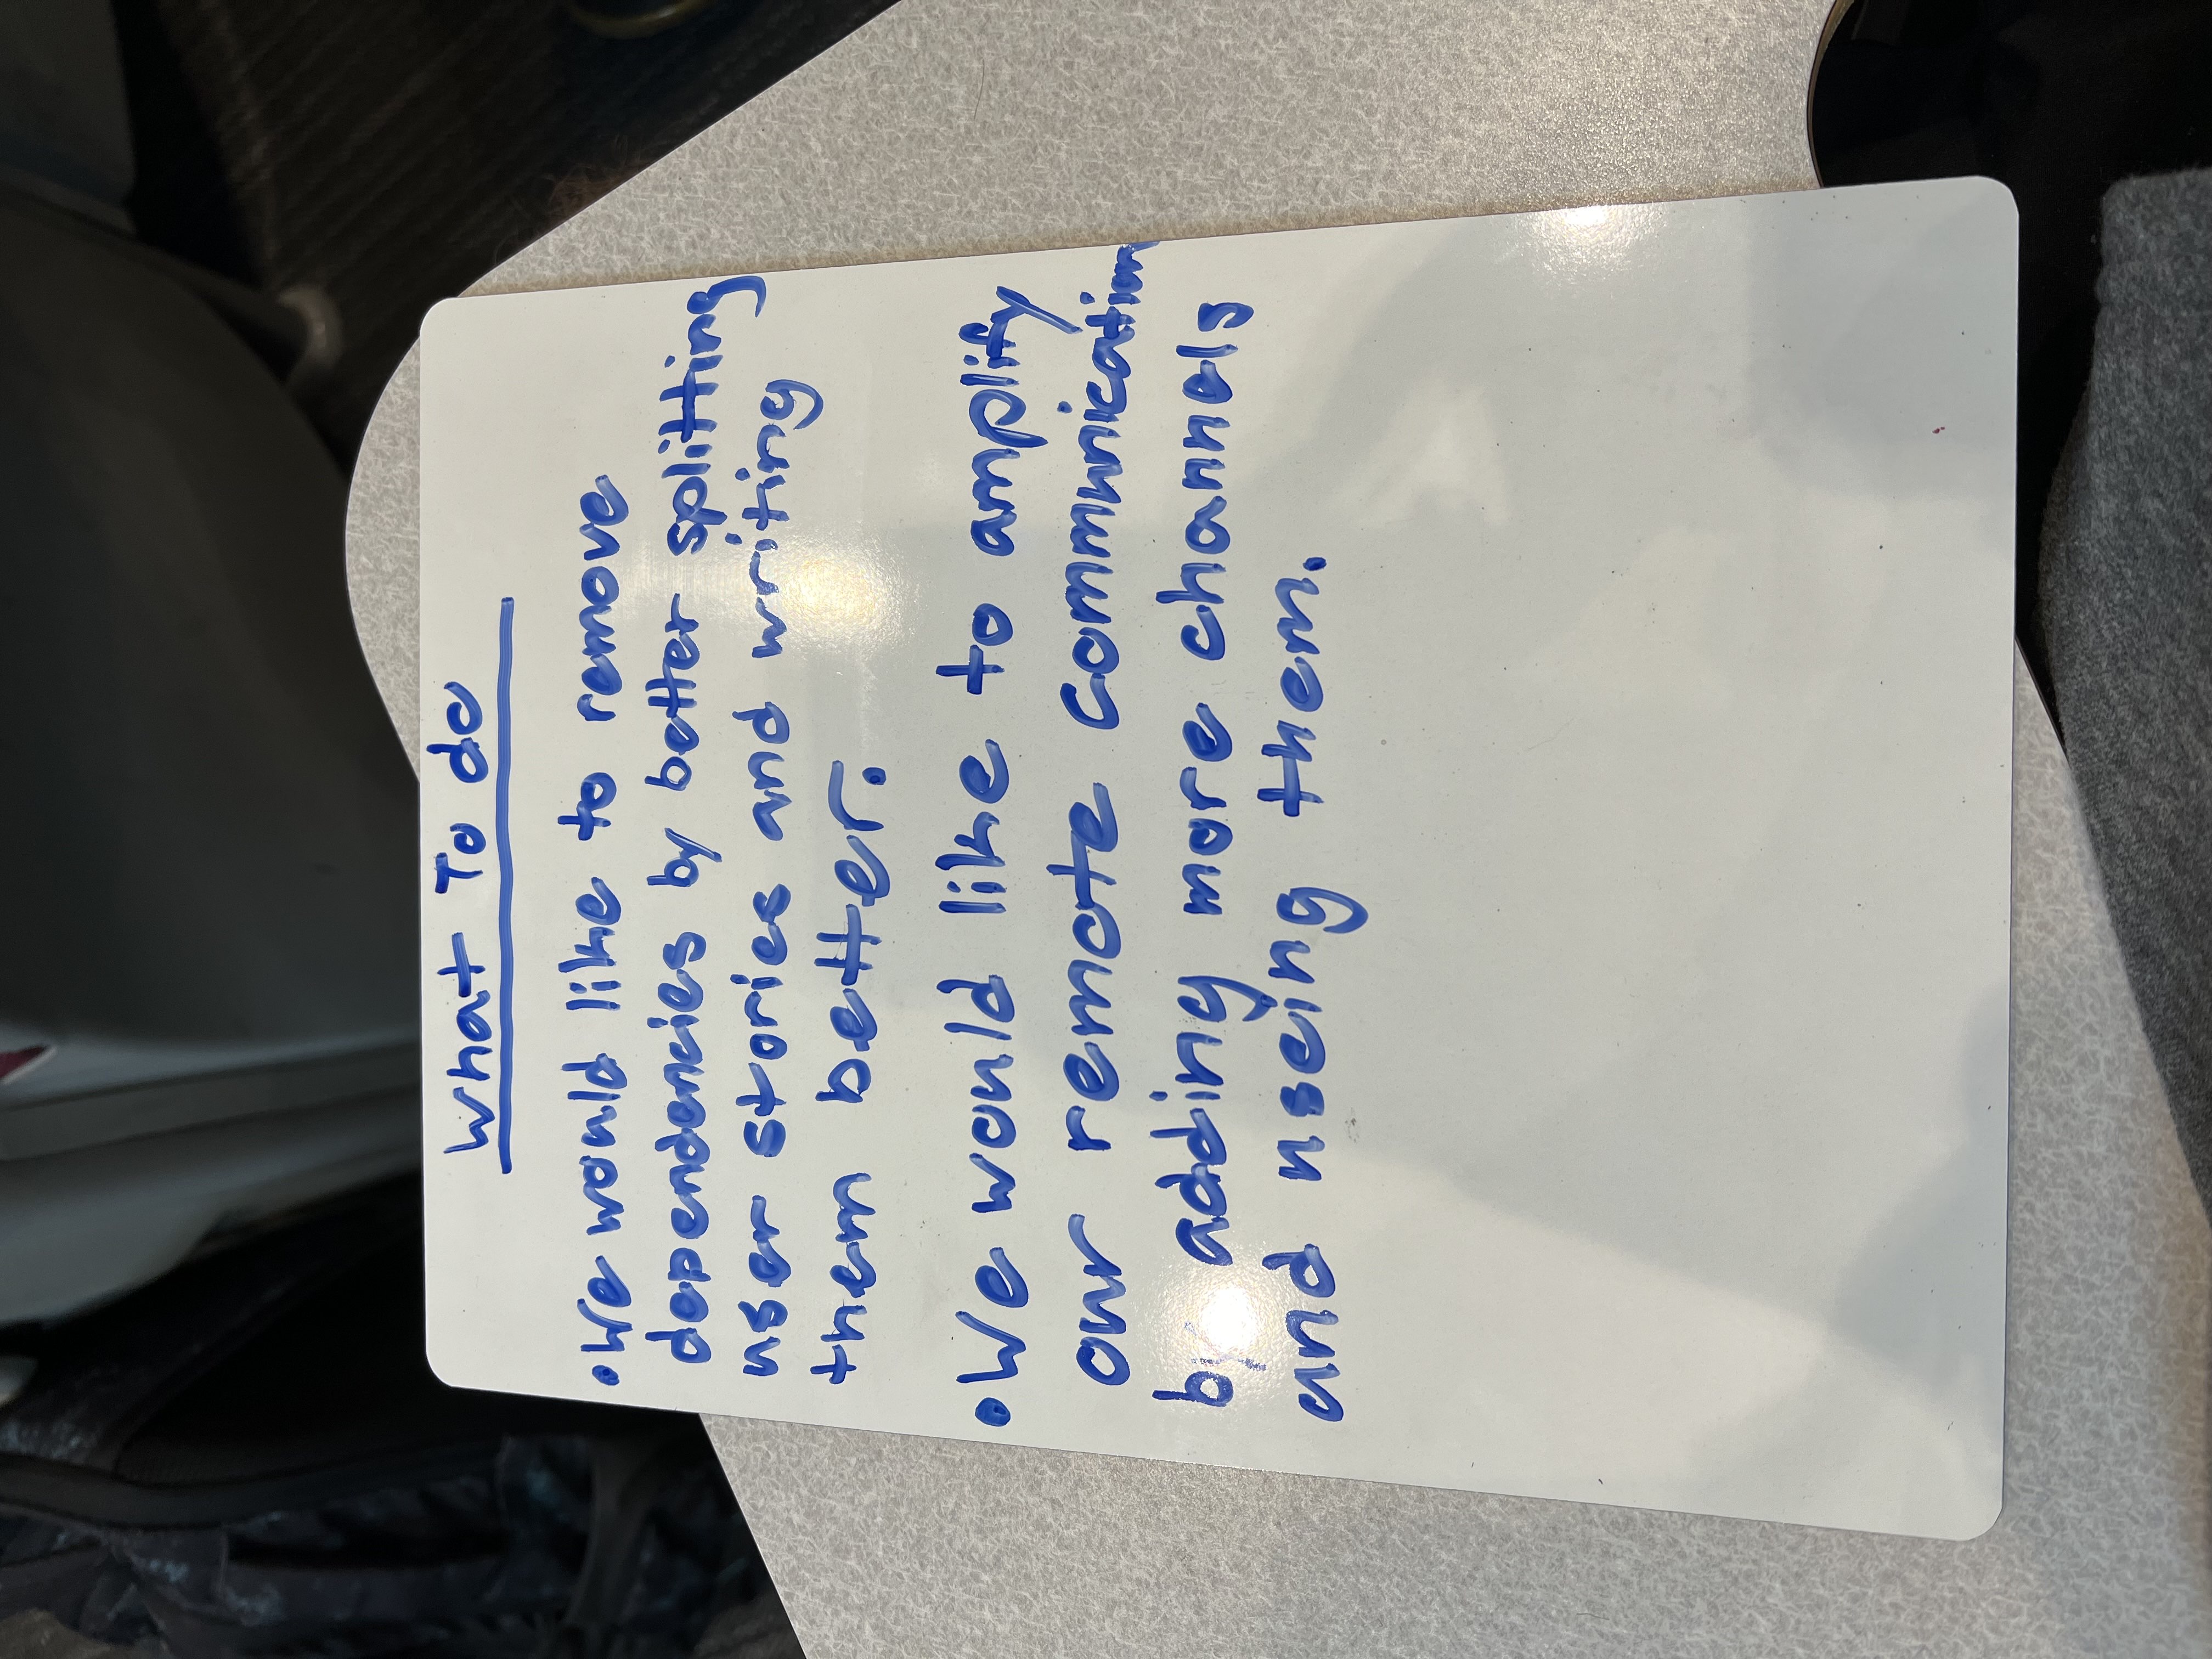 What To do
•We would like to remove
dependencies by better splitting
user stories and writing
them better.
•We would like to amplify
our remote communication
by adding more channels
and useing them.